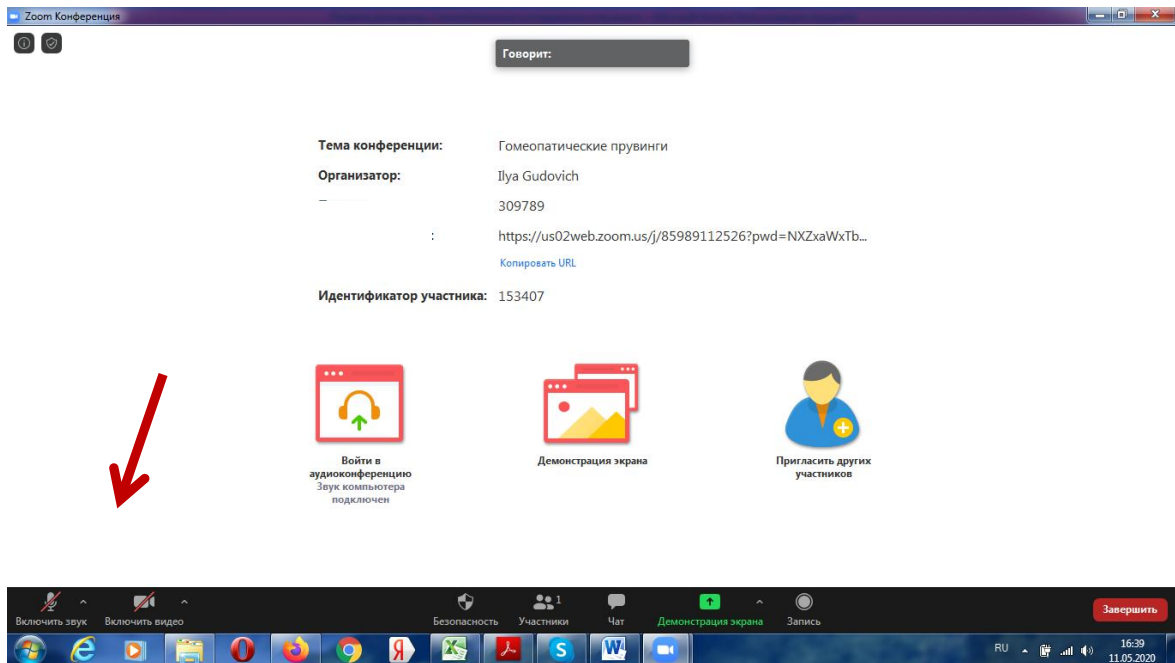 Zoom Конференция
Говорит:
Тема конференции: Гомеопатические прувинги
Организатор: Ilya Gudovich
309789
: https://us02web.zoom.us/j/85989112526?pwd=NXZxaWxTb...
Копировать URL
Идентификатор участника: 153407
Войти в
аудиоконференцию
Звук компьютера
подключен
Демонстрация экрана
Пригласить других
участников
Включить звук
Включить видео
Безопасность
1
Участники
Чат
Демонстрация экрана
Запись
Завершить
RU
16:39
11.05.2020